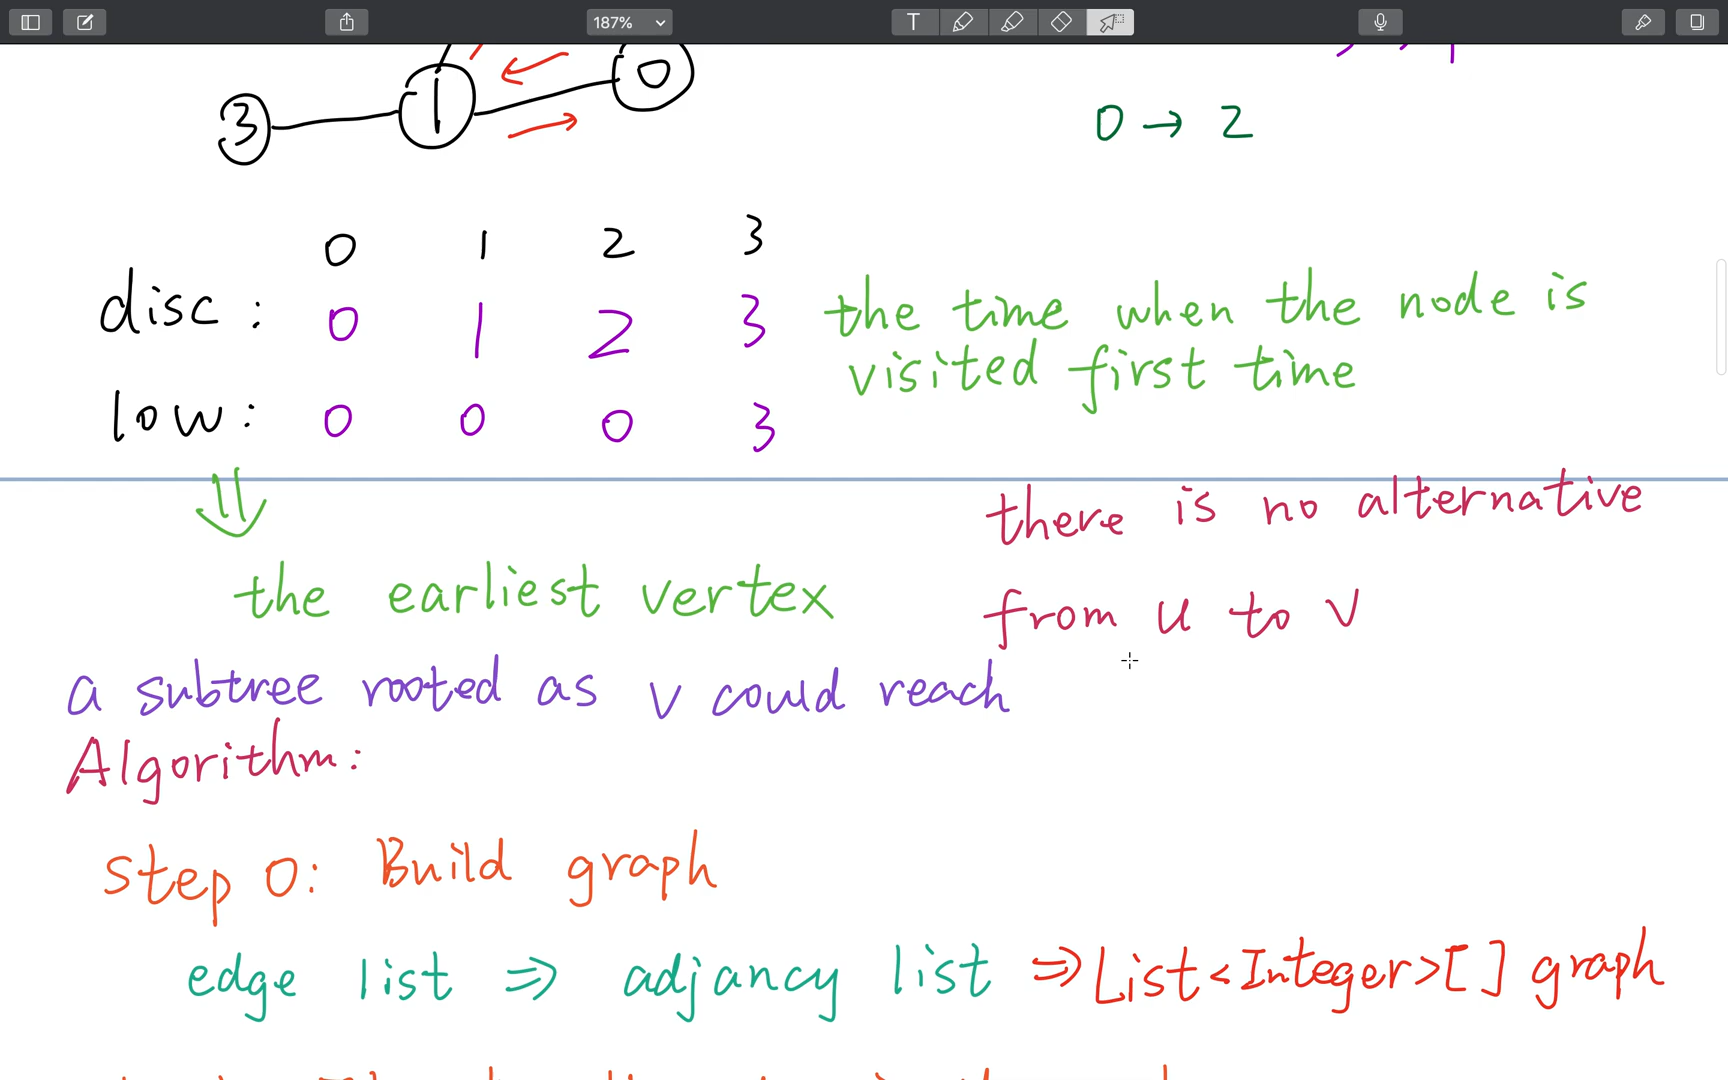 187%
T
0
1
3
0 → 2
0 1 2 3
disc: 0 1 2 3
the time when the node is
visited first time
low: 0 0 0 3
there is no alternative
from u to v
the earliest vertex
a subtree rooted as v could reach
Algorithm:
Step 0: Build graph
edge list ⇒ adjancy list ⇒ List<Integer>[] graph